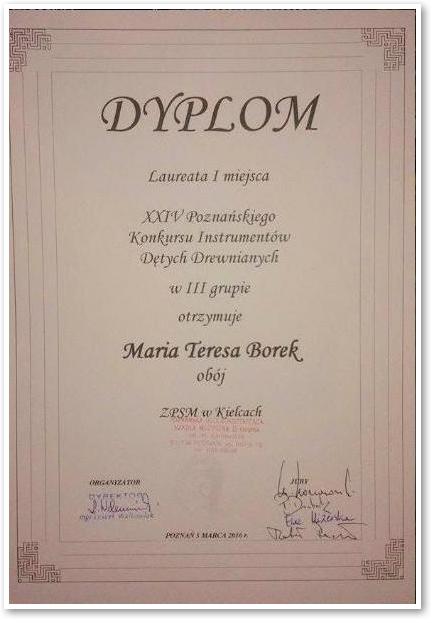 DYPLOM
Laureata I miejsca
XXIV Poznańskiego
Konkursu Instrumentów
Dętych Drewnianych
w III grupie
otrzymuje
Maria Teresa Borek
obój
ZPSM w Kielcach
ORGANIZATOR
JURY
DYREKTOR
POZNAŃ 5 MARCA 2016 r.